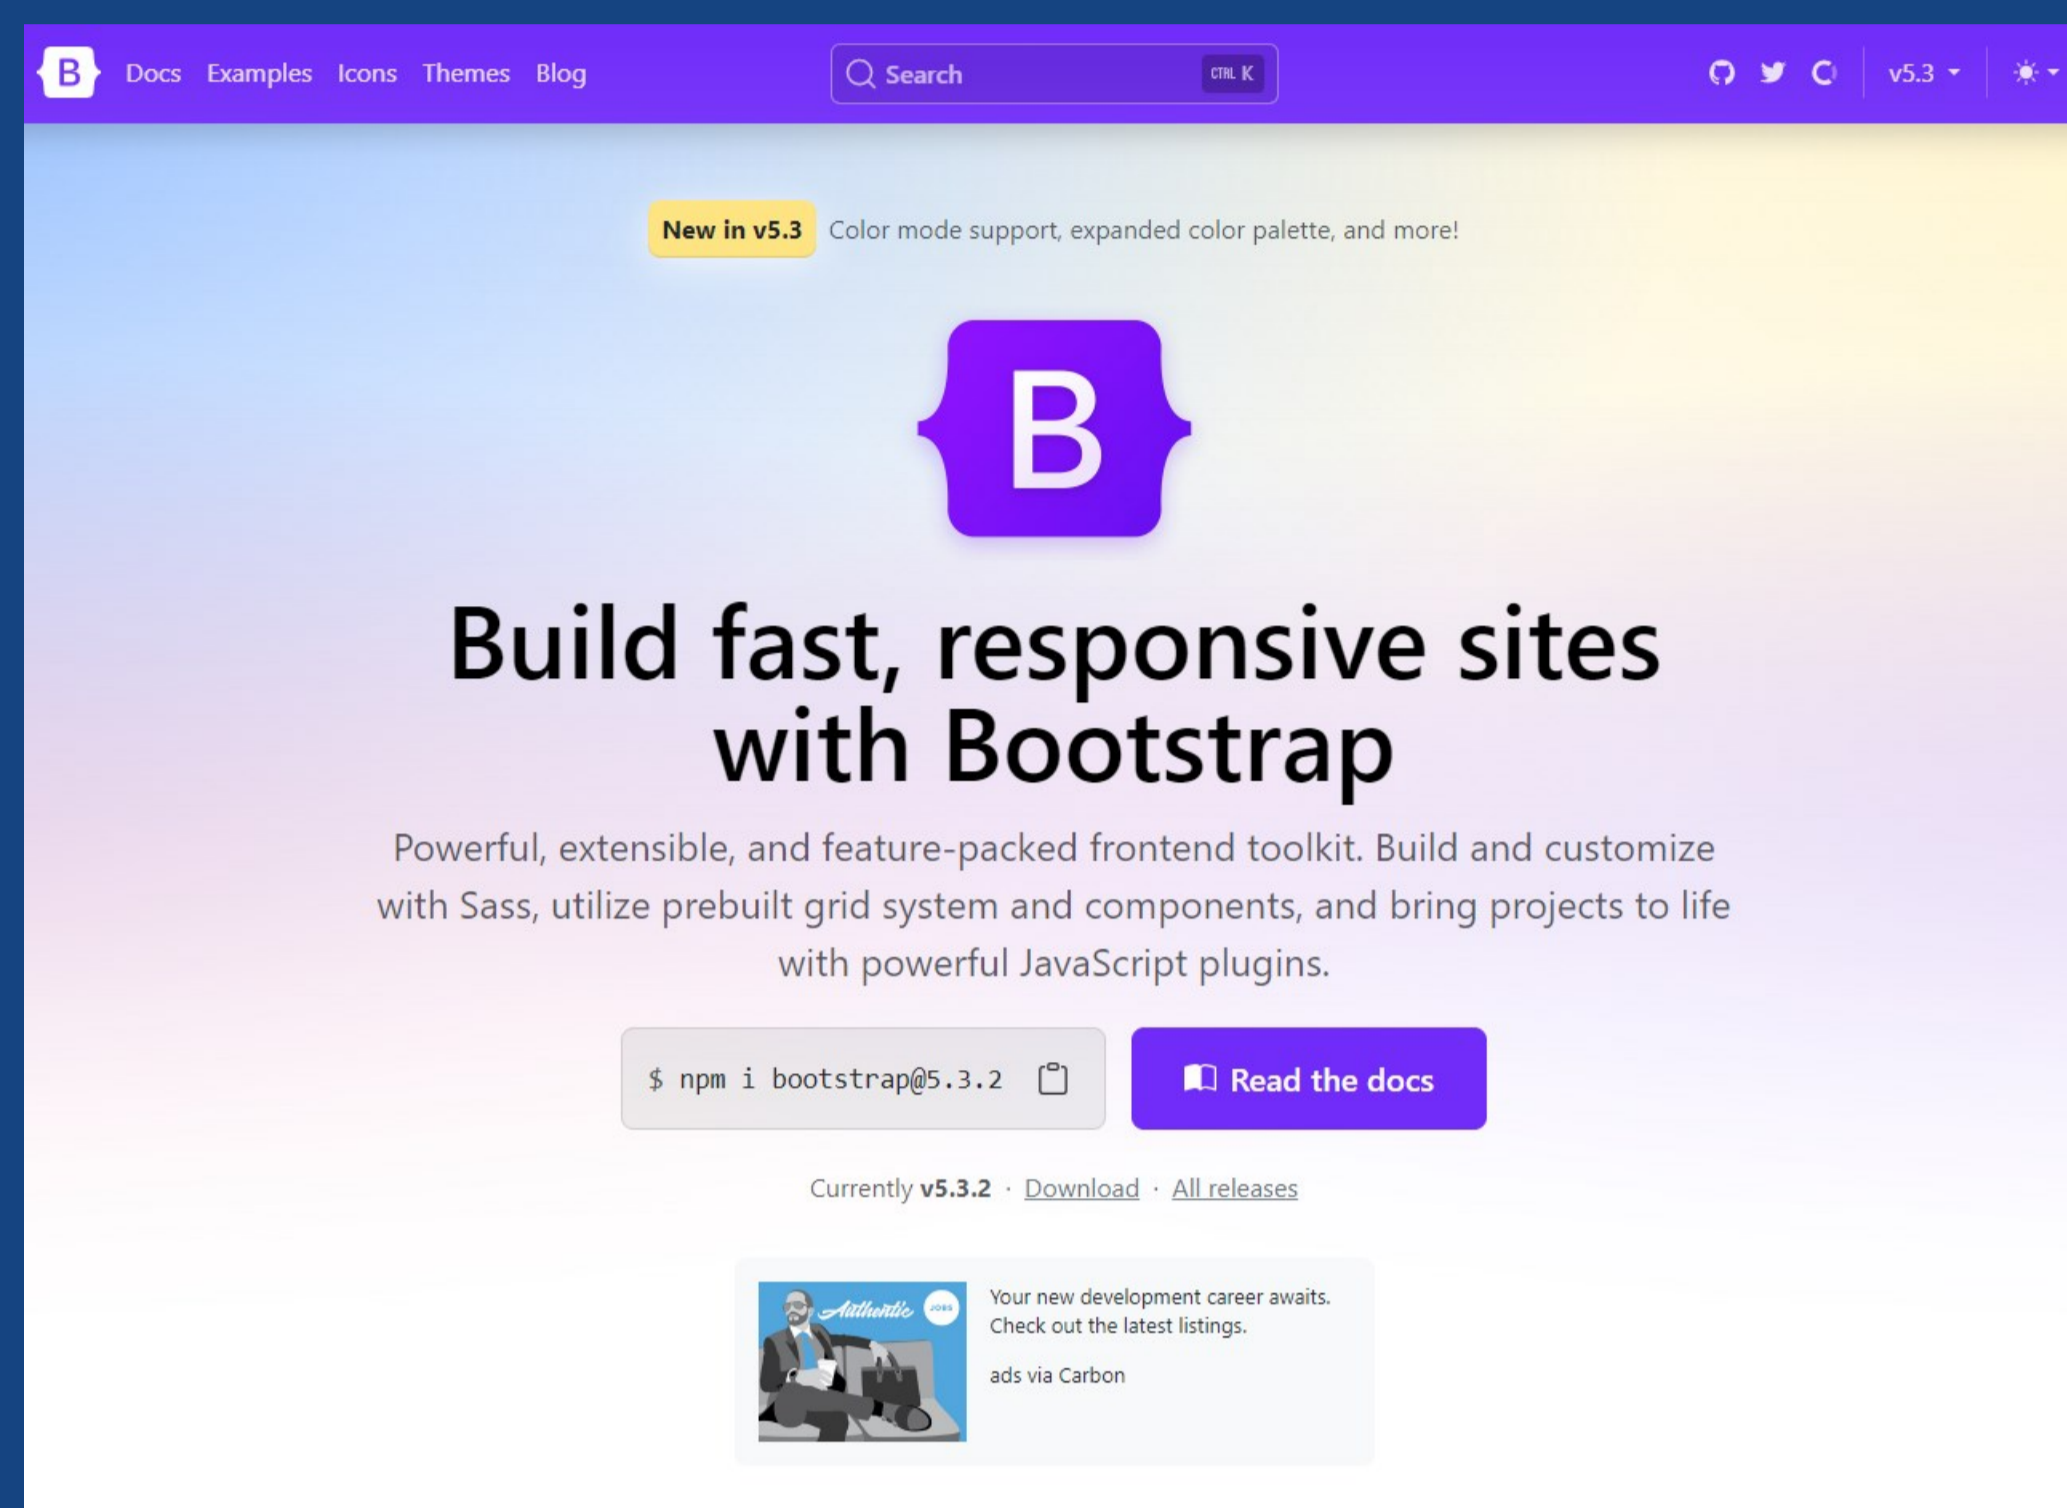 B Docs Examples Icons Themes Blog Search CTRL K v5.3
New in v5.3 Color mode support, expanded color palette, and more!
B
Build fast, responsive sites
with Bootstrap
Powerful, extensible, and feature-packed frontend toolkit. Build and customize
with Sass, utilize prebuilt grid system and components, and bring projects to life
with powerful JavaScript plugins.
$ npm i bootstrap@5.3.2 Read the docs
Currently v5.3.2 · Download · All releases
Authentic JOBS
Your new development career awaits.
Check out the latest listings.
ads via Carbon